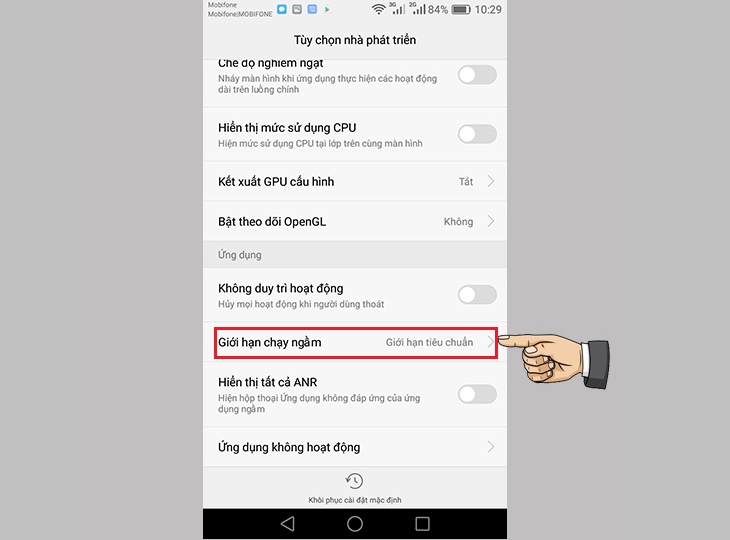 Mobifone
Mobifone|MOBIFONE
3G 2G 84% 10:29
Tùy chọn nhà phát triển
Chế độ nghiêm ngặt
Nháy màn hình khi ứng dụng thực hiện các hoạt động
dài trên luồng chính
Hiển thị mức sử dụng CPU
Hiện mức sử dụng CPU tại lớp trên cùng màn hình
Kết xuất GPU cấu hình Tắt
Bật theo dõi OpenGL Không
Ứng dụng
Không duy trì hoạt động
Hủy mọi hoạt động khi người dùng thoát
Giới hạn chạy ngầm Giới hạn tiêu chuẩn
Hiển thị tất cả ANR
Hiện hộp thoại Ứng dụng không đáp ứng của ứng
dụng ngầm
Ứng dụng không hoạt động
Khôi phục cài đặt mặc định